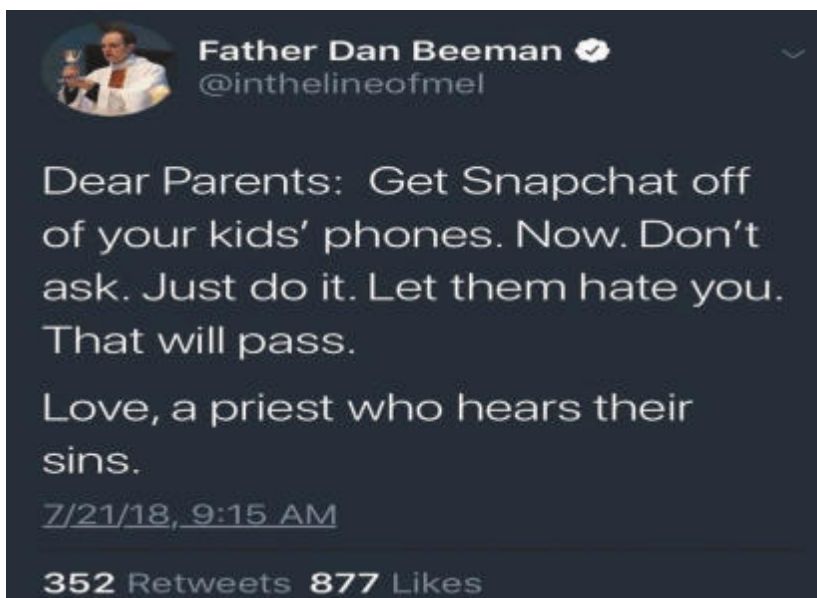 Father Dan Beeman
@inthelineofmel
Dear Parents:  Get Snapchat off
of your kids’ phones. Now. Don’t
ask. Just do it. Let them hate you.
That will pass.
Love, a priest who hears their
sins.
7/21/18, 9:15 AM
352 Retweets 877 Likes